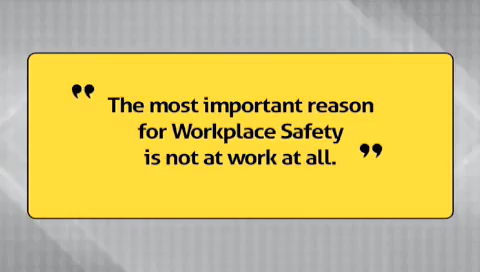 ”The most important reason
for Workplace Safety
is not at work at all.”